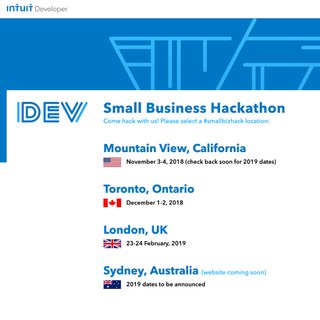 intuit Developer
DEV
Small Business Hackathon
Come hack with us! Please select a #smallbizhack location:
Mountain View, California
November 3-4, 2018 (check back soon for 2019 dates)
Toronto, Ontario
December 1-2, 2018
London, UK
23-24 February, 2019
Sydney, Australia (website coming soon)
2019 dates to be announced